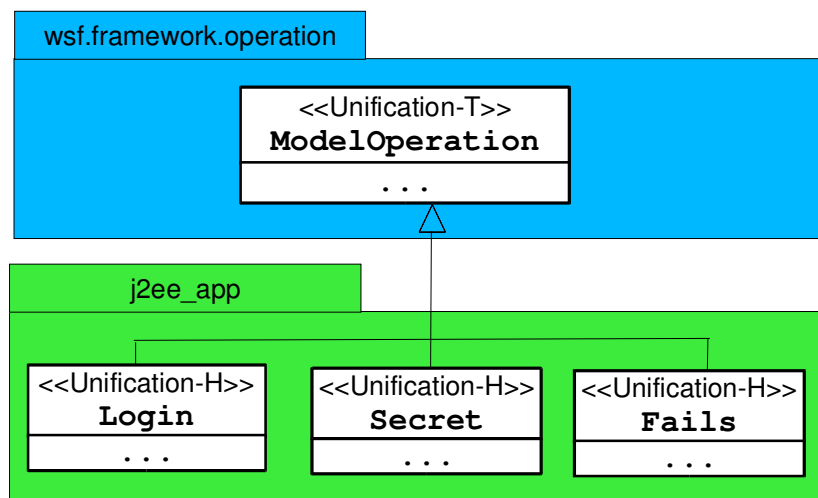 wsf.framework.operation
<<Unification-T>>
ModelOperation
...
j2ee_app
<<Unification-H>>
Login
...
<<Unification-H>>
Secret
...
<<Unification-H>>
Fails
...